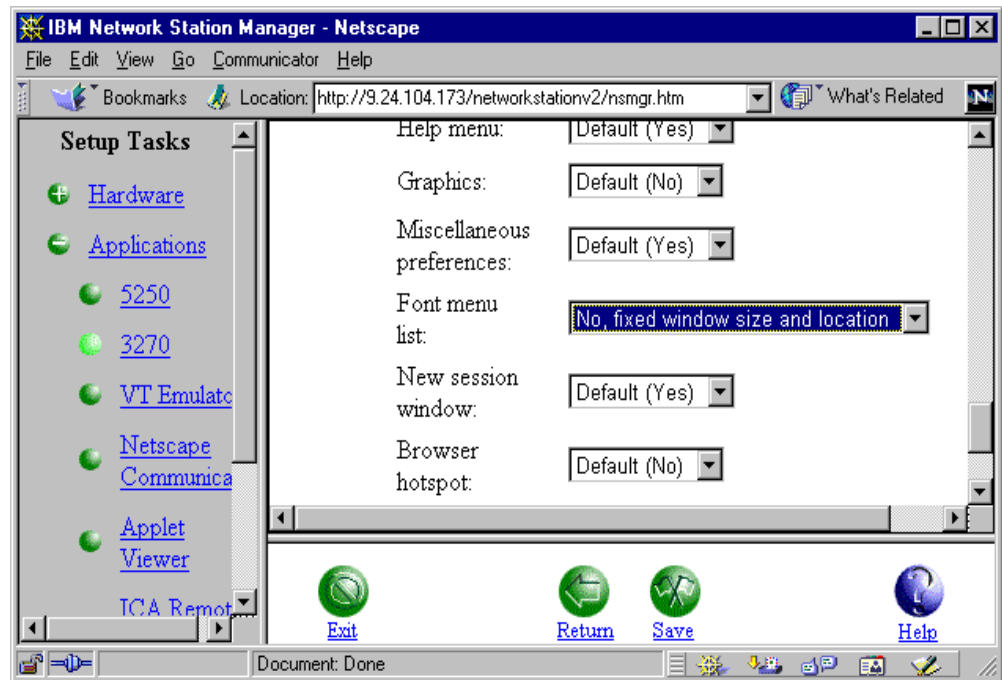 IBM Network Station Manager - Netscape
File Edit View Go Communicator Help
Bookmarks Location: http://9.24.104.173/networkstationv2/nsmgr.htm What's Related N
Setup Tasks
Hardware
Applications
5250
3270
VT Emulato
Netscape
Communica
Applet
Viewer
ICA Remot
Help menu: Default (Yes)
Graphics: Default (No)
Miscellaneous
preferences: Default (Yes)
Font menu
list: No, fixed window size and location
New session
window: Default (Yes)
Browser
hotspot: Default (No)
Exit Return Save Help
Document: Done